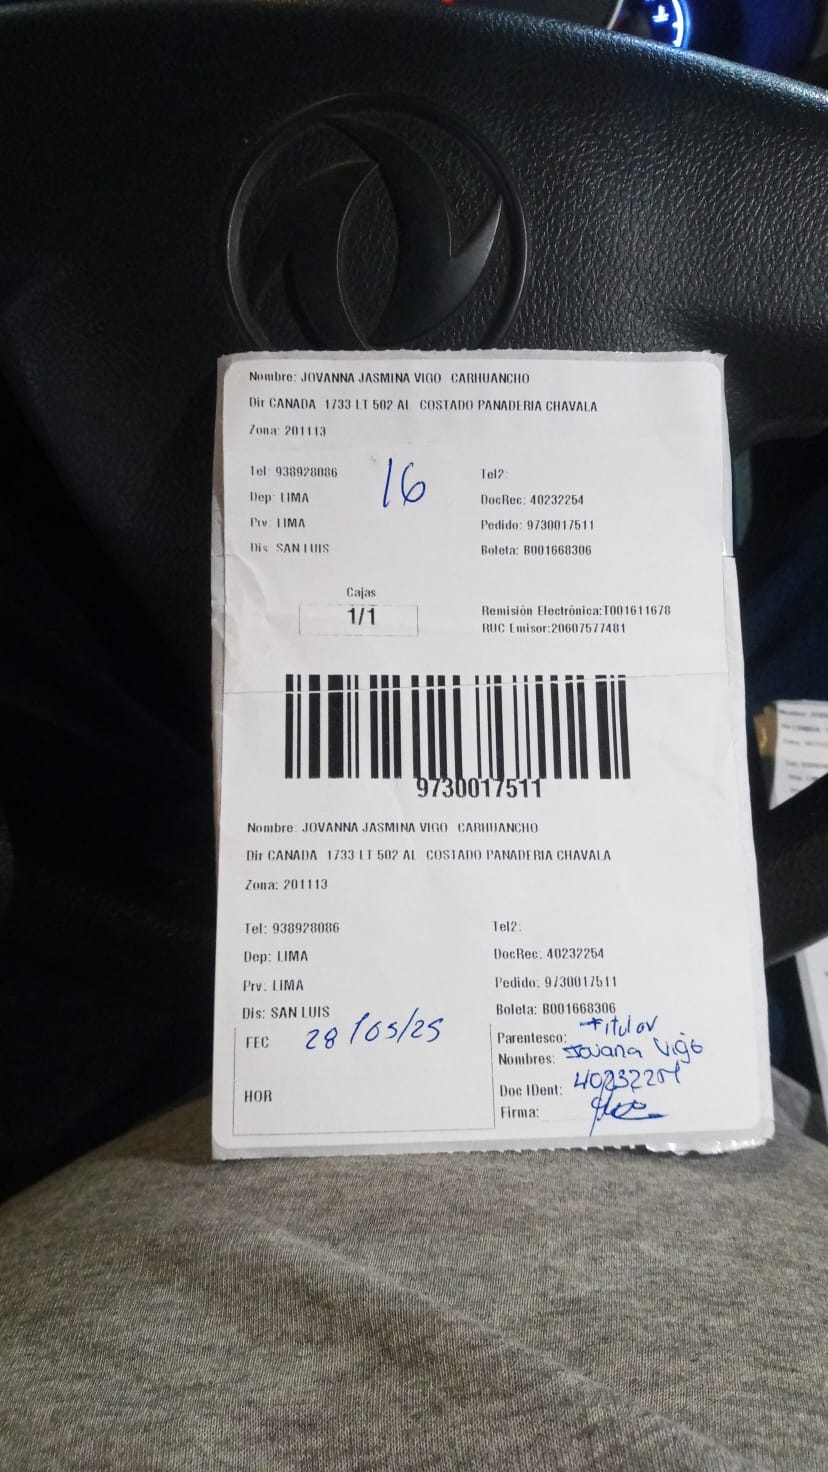 Nombre: JOVANNA JASMINA VIGO CARHUANCHO
Dir CANADA 1733 LT 502 AL COSTADO PANADERIA CHAVALA
Zona: 201113
Tel: 938928086 16 Tel2:
Dep: LIMA DocRec: 40232254
Prv: LIMA Pedido: 9730017511
Dis: SAN LUIS Boleta: B001668306
Cajas
1/1
Remisión Electrónica:T001611678
RUC Emisor:20607577481
9730017511
Nombre: JOVANNA JASMINA VIGO CARHUANCHO
Dir CANADA 1733 LT 502 AL COSTADO PANADERIA CHAVALA
Zona: 201113
Tel: 938928086 Tel2:
Dep: LIMA DocRec: 40232254
Prv: LIMA Pedido: 9730017511
Dis: SAN LUIS Boleta: B001668306
FEC 28/05/25 Parentesco: Titular
Nombres: Jovana Vigo
HOR Doc IDent:
Firma: